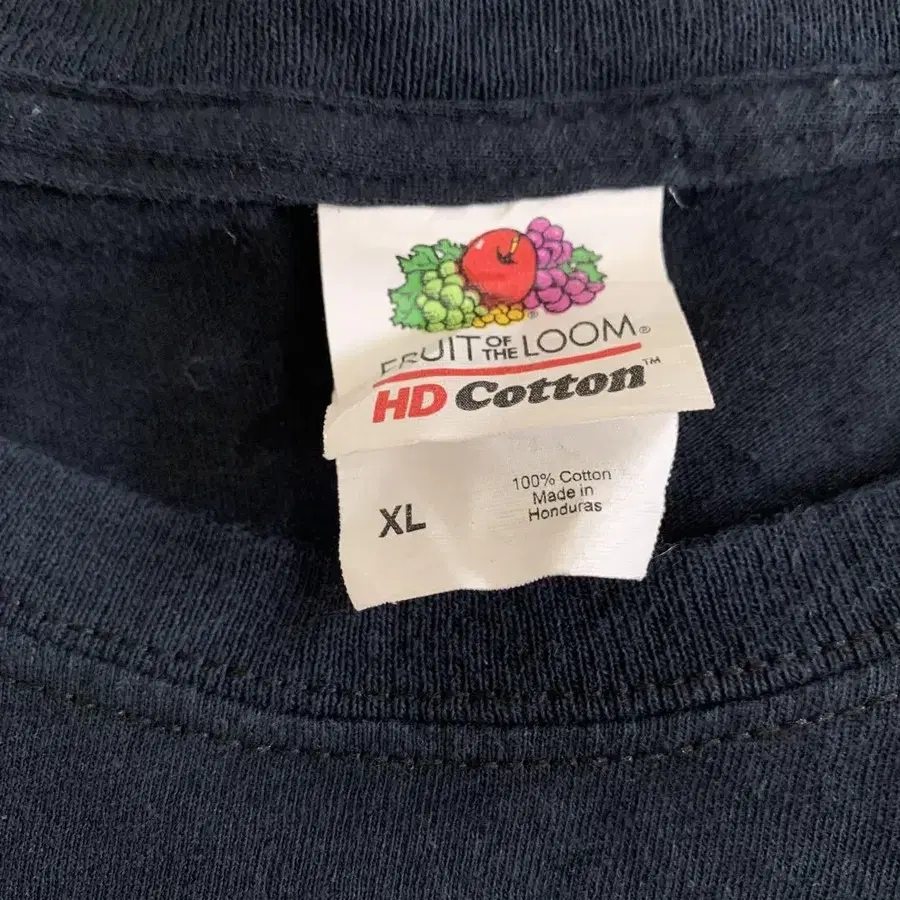 FRUIT OF THE LOOM®
HD Cotton™
XL
100% Cotton
Made in
Honduras